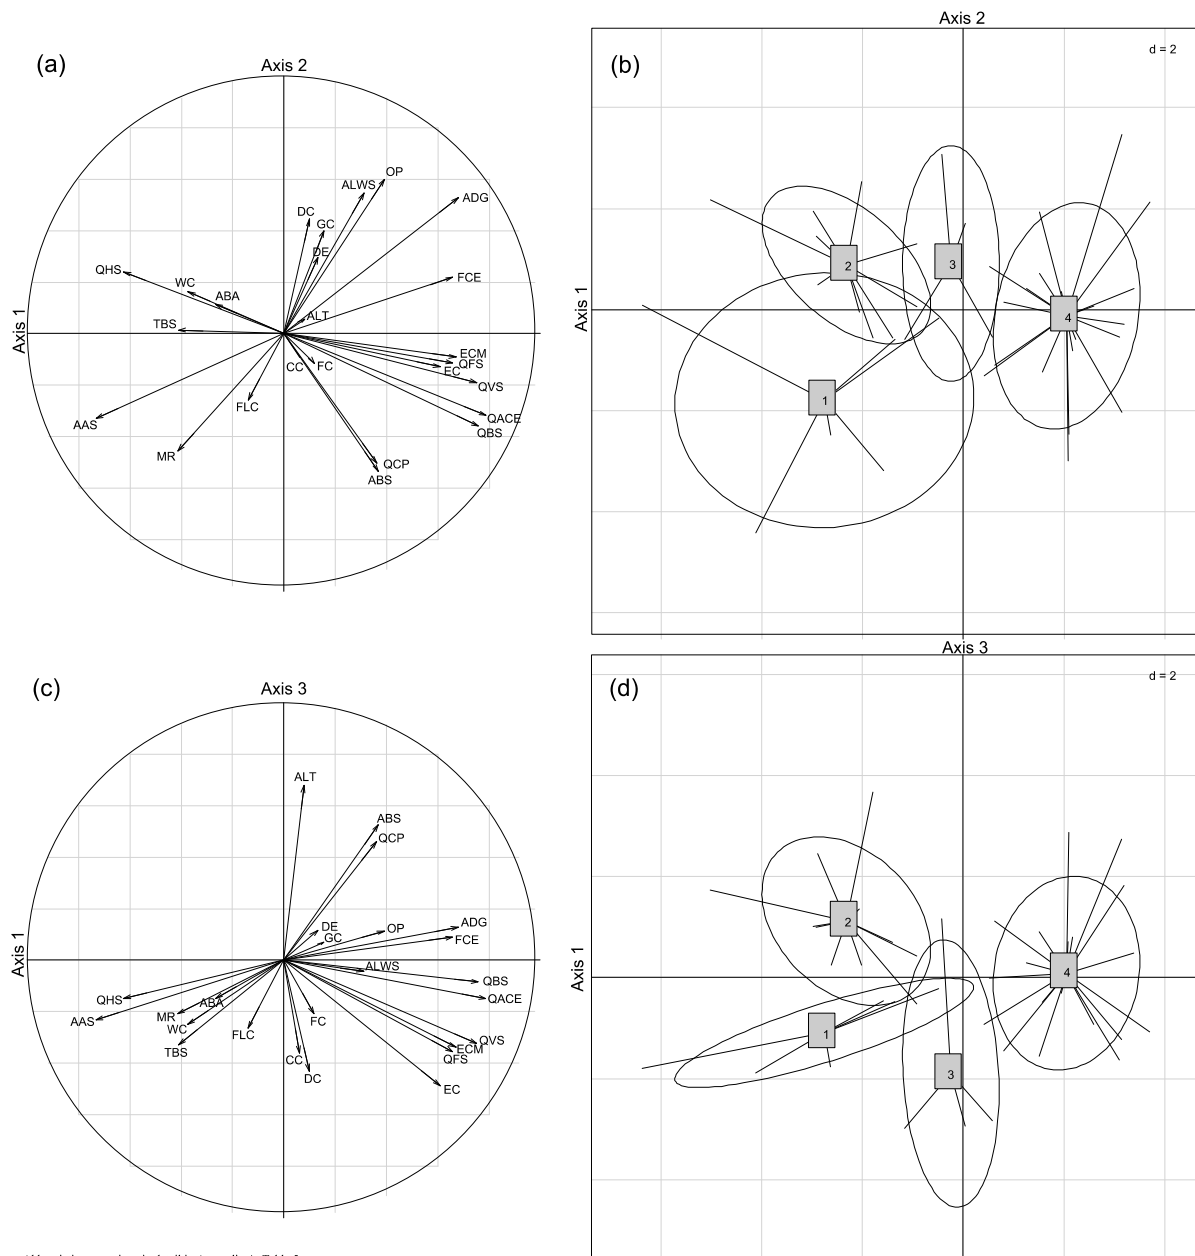 Axis 2
(a)
Axis 2
(b)
d = 2
OP
ALWS
ADG
DC
GC
DE
QHS
WC
ABA
FCE
ALT
TBS
Axis 1
Axis 1
2
3
4
1
ECM
QFS
EC
CC
FC
QVS
FLC
QACE
AAS
QBS
MR
QCP
ABS
Axis 3
(c)
Axis 3
(d)
d = 2
ALT
ABS
QCP
DE
GC
OP
ADG
FCE
ALWS
Axis 1
Axis 1
2
4
1
3
QBS
QHS
ABA
QACE
AAS
MR
WC
FC
FLC
TBS
QVS
ECM
QFS
CC
DC
EC